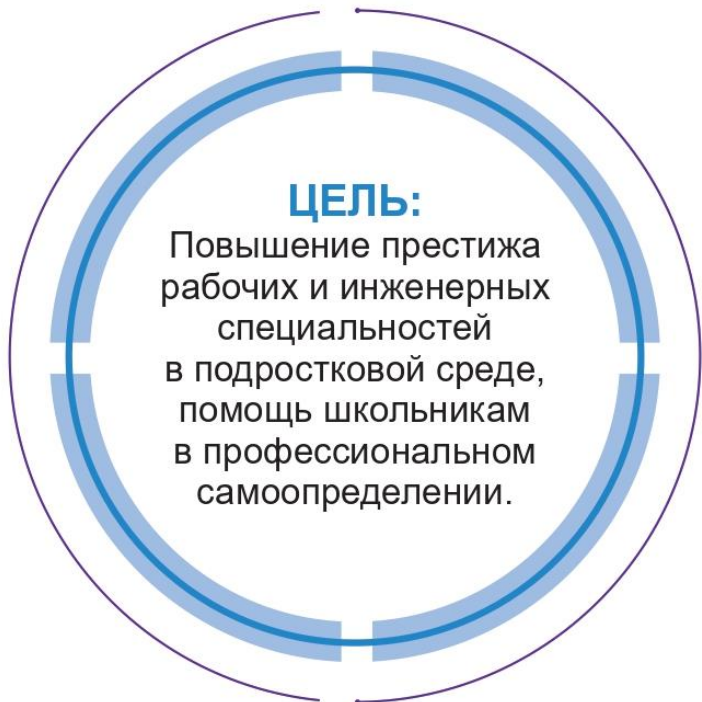 ЦЕЛЬ:
Повышение престижа
рабочих и инженерных
специальностей
в подростковой среде,
помощь школьникам
в профессиональном
самоопределении.